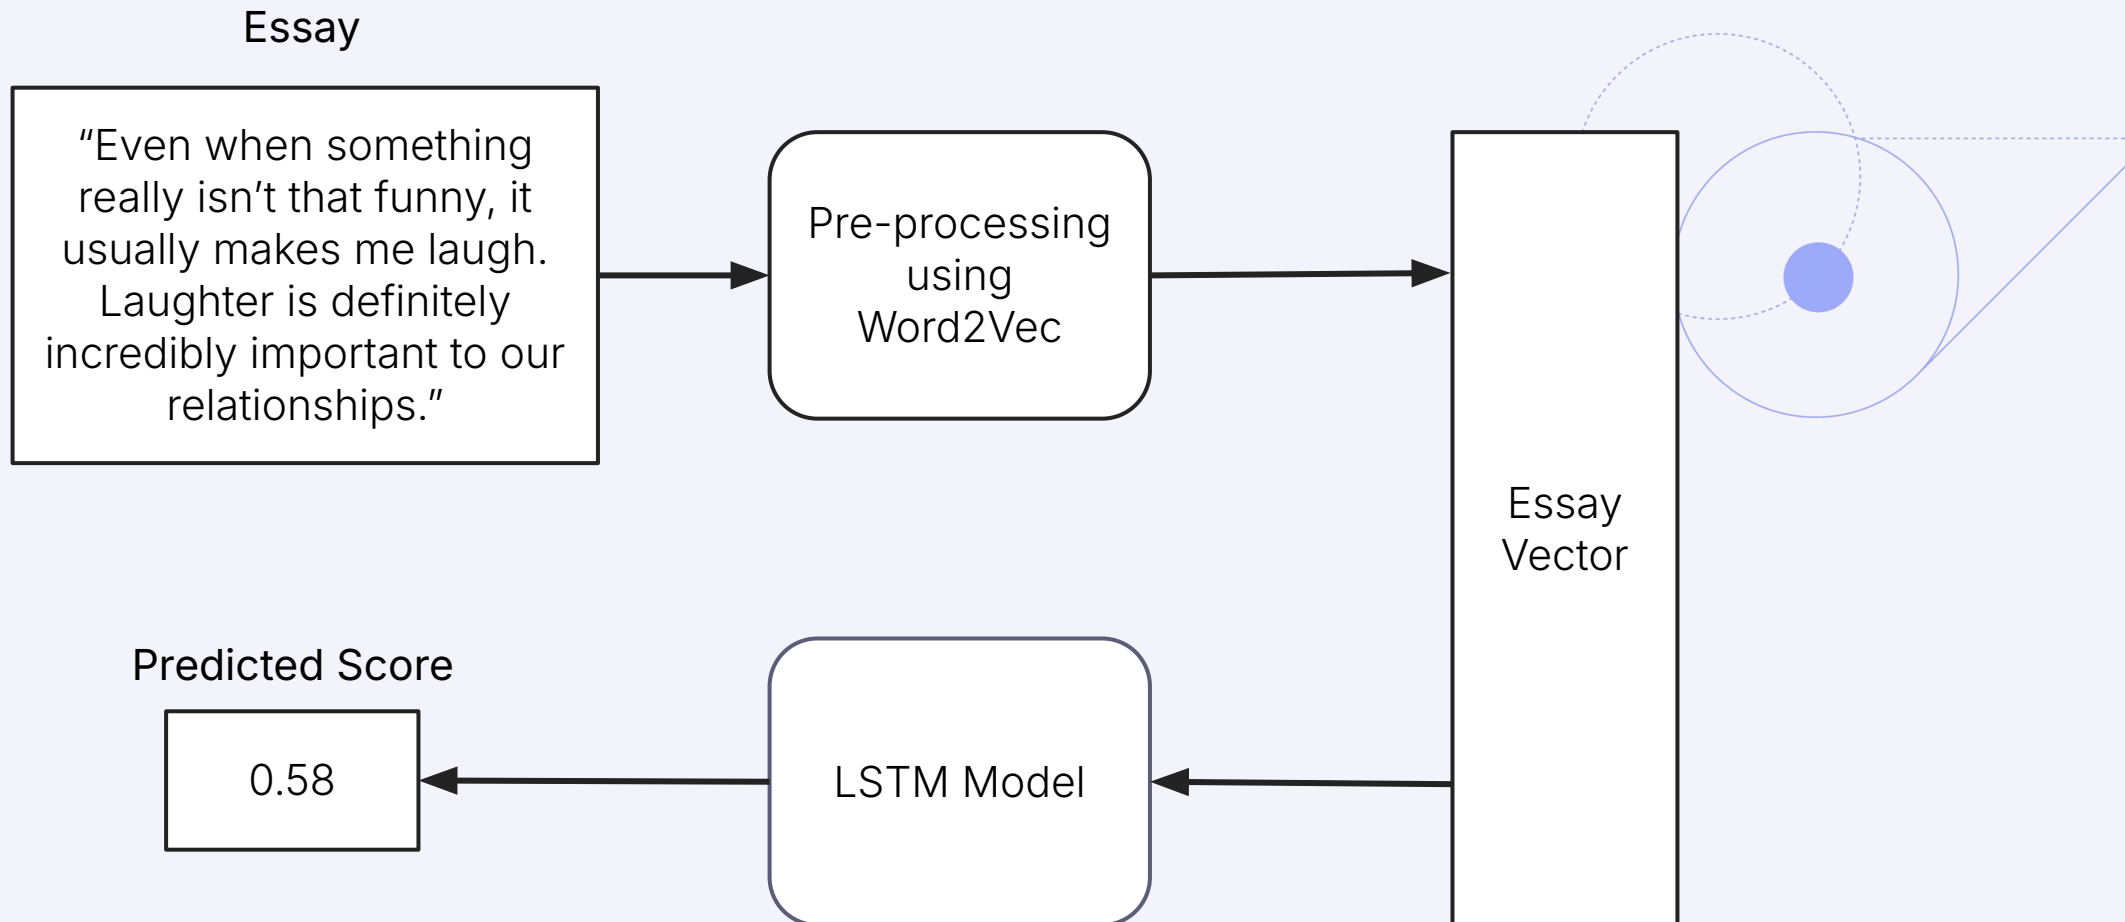 Essay
“Even when something
really isn’t that funny, it
usually makes me laugh.
Laughter is definitely
incredibly important to our
relationships.”
Pre-processing
using
Word2Vec
Essay
Vector
LSTM Model
Predicted Score
0.58